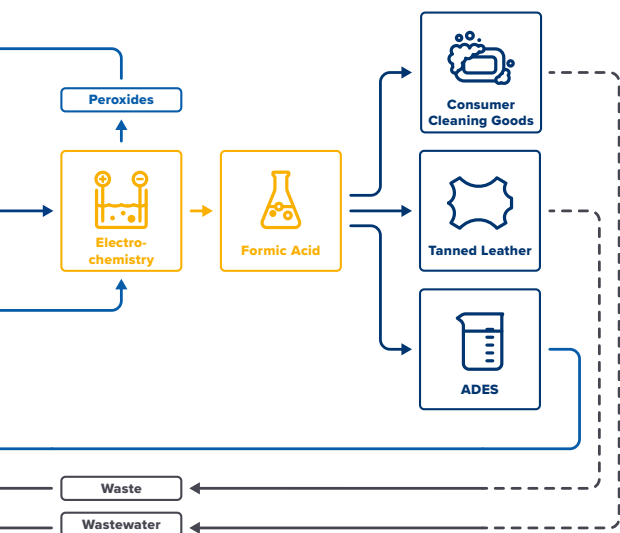 Consumer
Cleaning Goods
Peroxides
Electro-
chemistry
Formic Acid
Tanned Leather
ADES
Waste
Wastewater